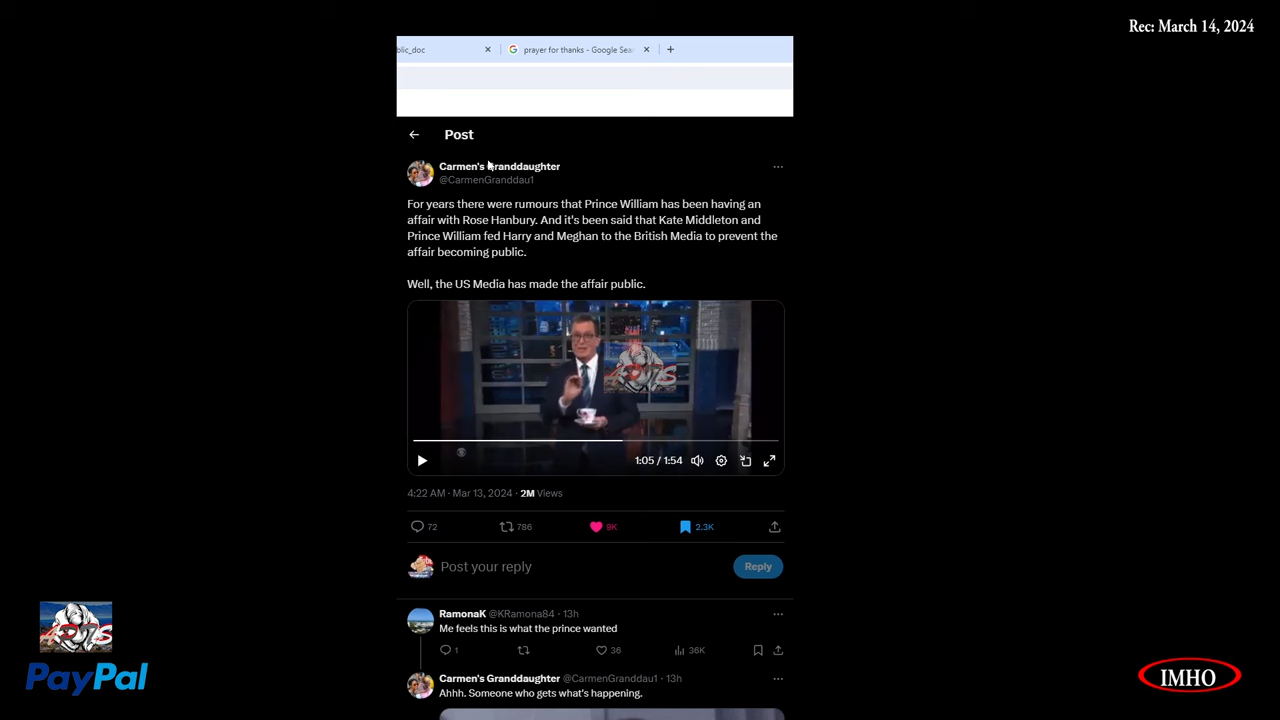 Rec: March 14, 2024
blic_doc
prayer for thanks - Google Sea
Post
Carmen's Granddaughter
@CarmenGranddau1
For years there were rumours that Prince William has been having an
affair with Rose Hanbury. And it's been said that Kate Middleton and
Prince William fed Harry and Meghan to the British Media to prevent the
affair becoming public.
Well, the US Media has made the affair public.
1:05 / 1:54
4:22 AM · Mar 13, 2024 · 2M Views
72
786
9K
2.3K
Post your reply
Reply
RamonaK @KRamona84 · 13h
Me feels this is what the prince wanted
1
36
36K
Carmen's Granddaughter @CarmenGranddau1 · 13h
Ahhh. Someone who gets what's happening.
PayPal
IMHO